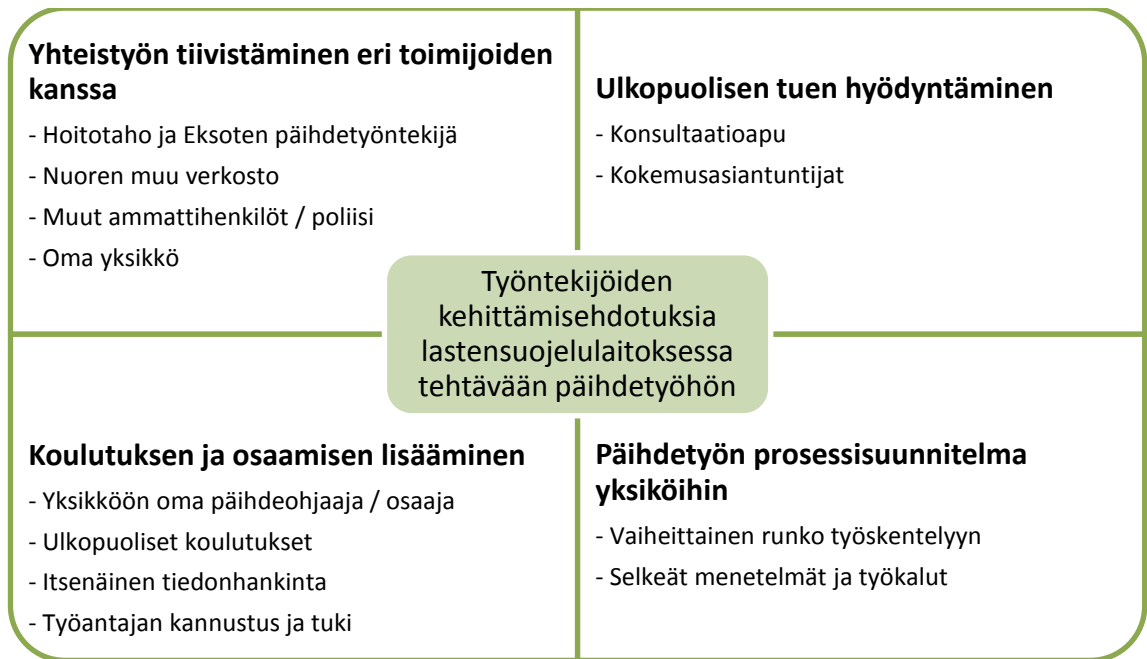 Yhteistyön tiivistäminen eri toimijoiden
kanssa
- Hoitotaho ja Eksoten päihdetyöntekijä
- Nuoren muu verkosto
- Muut ammattihenkilöt / poliisi
- Oma yksikkö
Ulkopuolisen tuen hyödyntäminen
- Konsultaatioapu
- Kokemusasiantuntijat
Työntekijöiden
kehittämisehdotuksia
lastensuojelulaitoksessa
tehtävään päihdetyöhön
Koulutuksen ja osaamisen lisääminen
- Yksikköön oma päihdeohjaaja / osaaja
- Ulkopuoliset koulutukset
- Itsenäinen tiedonhankinta
- Työantajan kannustus ja tuki
Päihdetyön prosessisuunnitelma
yksiköihin
- Vaiheittainen runko työskentelyyn
- Selkeät menetelmät ja työkalut